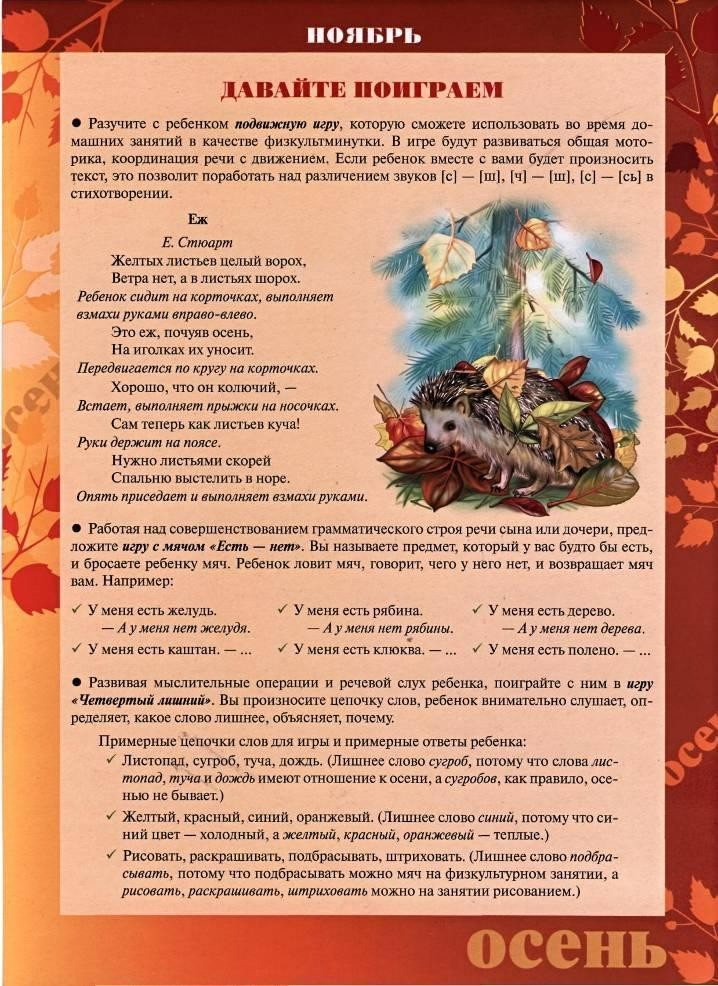 НОЯБРЬ
ДАВАЙТЕ ПОИГРАЕМ
● Разучите с ребенком подвижную игру, которую сможете использовать во время до-
машних занятий в качестве физкультминутки. В игре будут развиваться общая мото-
рика, координация речи с движением. Если ребенок вместе с вами будет произносить
текст, это позволит поработать над различением звуков [с] — [ш], [ч] — [ш], [с] — [сь] в
стихотворении.
Еж
Е. Стюарт
Желтых листьев целый ворох,
Ветра нет, а в листьях шорох.
Ребенок сидит на корточках, выполняет
взмахи руками вправо-влево.
Это еж, почуяв осень,
На иголках их уносит.
Передвигается по кругу на корточках.
Хорошо, что он колючий, —
Встает, выполняет прыжки на носочках.
Сам теперь как листьев куча!
Руки держит на поясе.
Нужно листьями скорей
Спальню выстелить в норе.
Опять приседает и выполняет взмахи руками.
● Работая над совершенствованием грамматического строя речи сына или дочери, пред-
ложите игру с мячом «Есть — нет». Вы называете предмет, который у вас будто бы есть,
и бросаете ребенку мяч. Ребенок ловит мяч, говорит, чего у него нет, и возвращает мяч
вам. Например:
✓ У меня есть желудь. ✓ У меня есть рябина. ✓ У меня есть дерево.
— А у меня нет желудя. — А у меня нет рябины. — А у меня нет дерева.
✓ У меня есть каштан. — ... ✓ У меня есть клюква. — ... ✓ У меня есть полено. — ...
● Развивая мыслительные операции и речевой слух ребенка, поиграйте с ним в игру
«Четвертый лишний». Вы произносите цепочку слов, ребенок внимательно слушает, оп-
ределяет, какое слово лишнее, объясняет, почему.
Примерные цепочки слов для игры и примерные ответы ребенка:
✓ Листопад, сугроб, туча, дождь. (Лишнее слово сугроб, потому что слова лис-
топад, туча и дождь имеют отношение к осени, а сугробов, как правило, осе-
нью не бывает.)
✓ Желтый, красный, синий, оранжевый. (Лишнее слово синий, потому что си-
ний цвет — холодный, а желтый, красный, оранжевый — теплые.)
✓ Рисовать, раскрашивать, подбрасывать, штриховать. (Лишнее слово подбра-
сывать, потому что подбрасывать можно мяч на физкультурном занятии, а
рисовать, раскрашивать, штриховать можно на занятии рисованием.)
осень
осень
осень